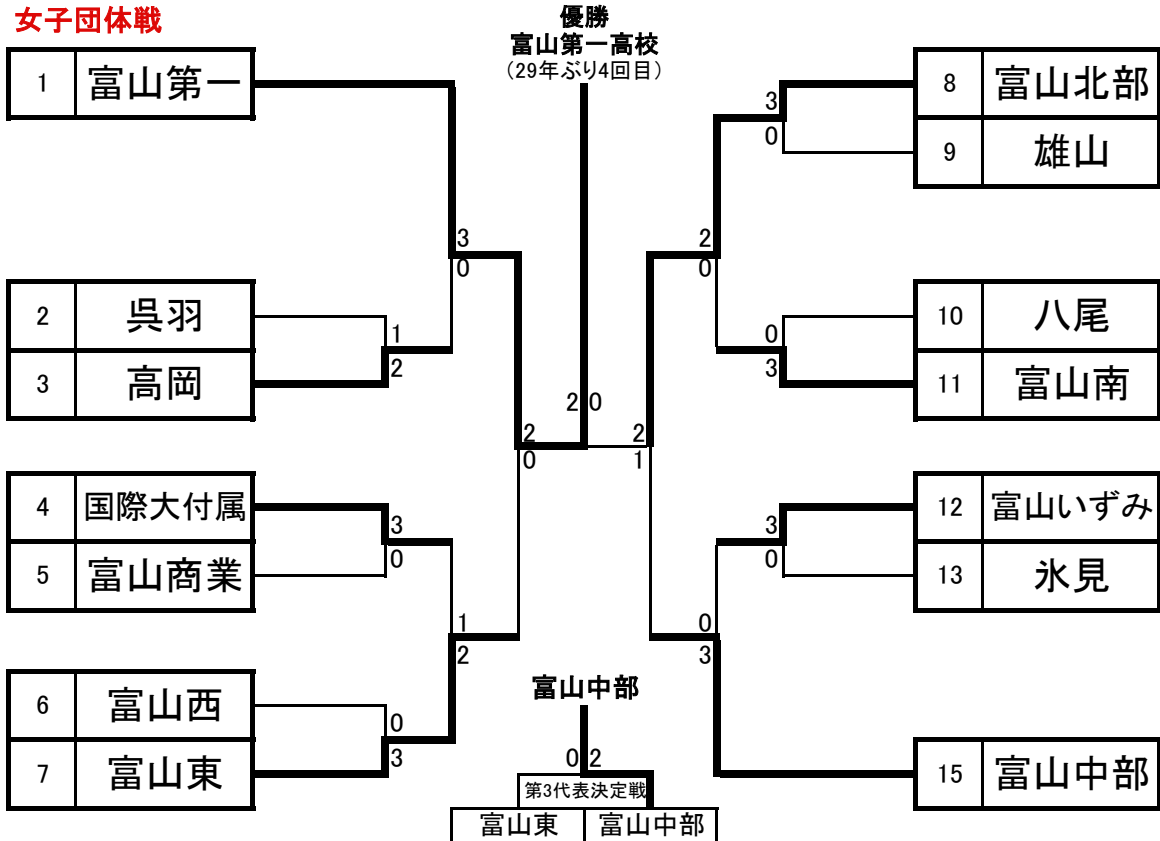 女子団体戦
優勝
富山第一高校
（29年ぶり4回目）
1 富山第一
2 呉羽
3 高岡
4 国際大付属
5 富山商業
6 富山西
7 富山東
3
0
1
2
3
0
1
2
0
3
2
0
2 0
8 富山北部
9 雄山
10 八尾
11 富山南
12 富山いずみ
13 氷見
15 富山中部
3
0
2
0
0
3
2
1
3
0
0
3
富山中部
0 2
第3代表決定戦
富山東 富山中部